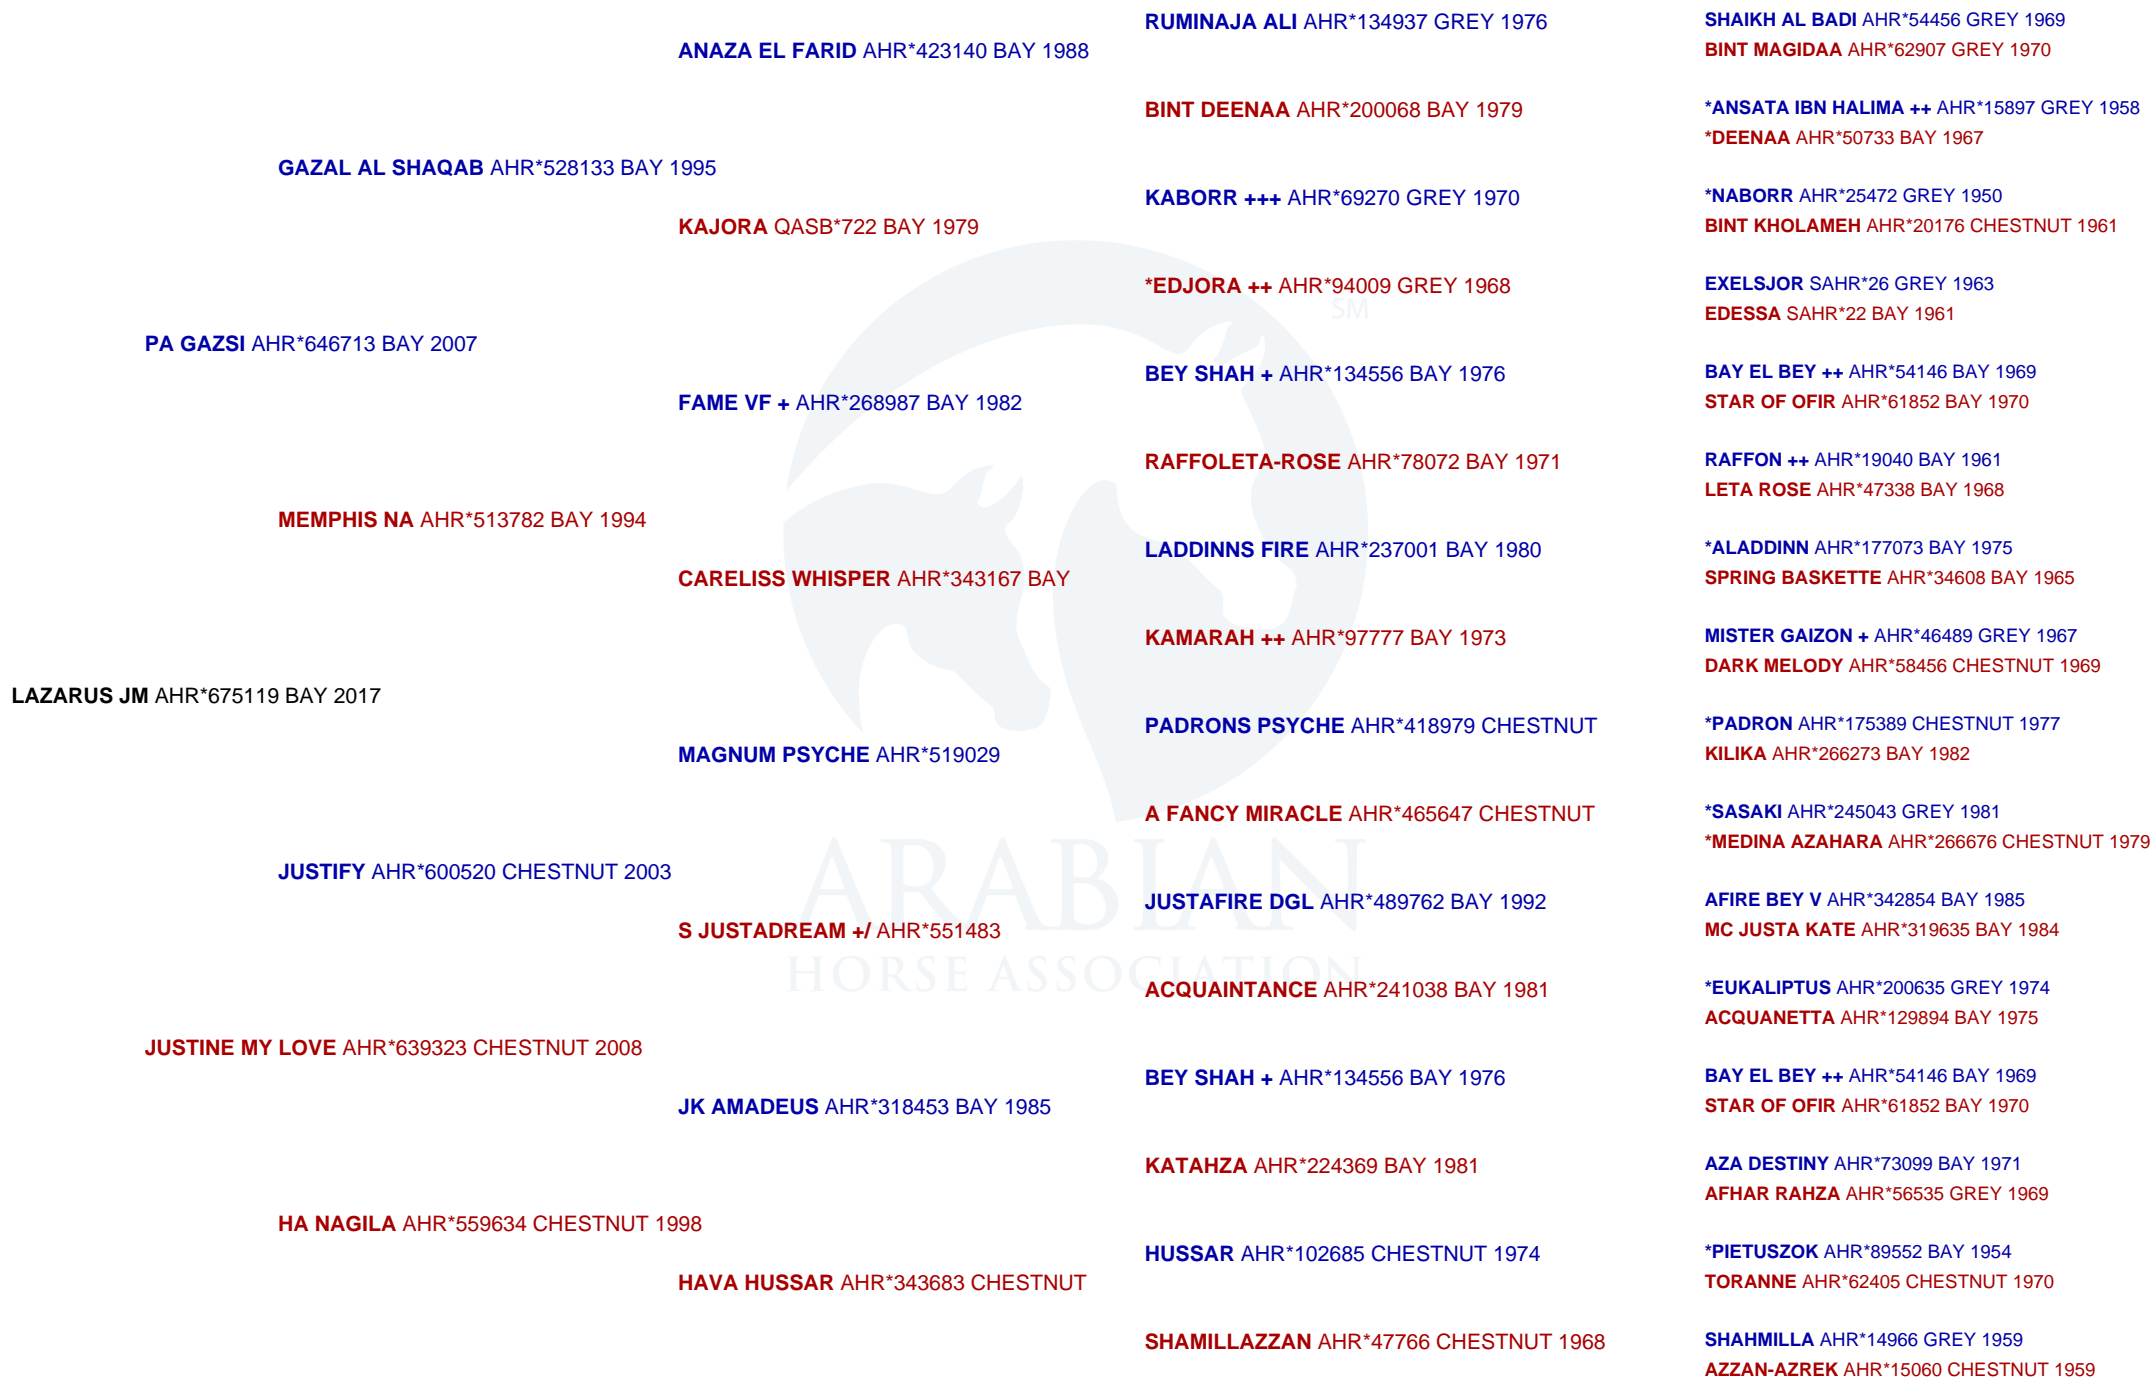 RUMINAJA ALI AHR*134937 GREY 1976
SHAIKH AL BADI AHR*54456 GREY 1969
ANAZA EL FARID AHR*423140 BAY 1988
BINT MAGIDAA AHR*62907 GREY 1970
BINT DEENAA AHR*200068 BAY 1979
*ANSATA IBN HALIMA ++ AHR*15897 GREY 1958
*DEENAA AHR*50733 BAY 1967
GAZAL AL SHAQAB AHR*528133 BAY 1995
KABORR +++ AHR*69270 GREY 1970
*NABORR AHR*25472 GREY 1950
KAJORA QASB*722 BAY 1979
BINT KHOLAMEH AHR*20176 CHESTNUT 1961
*EDJORA ++ AHR*94009 GREY 1968
EXELSJOR SAHR*26 GREY 1963
EDESSA SAHR*22 BAY 1961
SM
PA GAZSI AHR*646713 BAY 2007
BEY SHAH + AHR*134556 BAY 1976
BAY EL BEY ++ AHR*54146 BAY 1969
FAME VF + AHR*268987 BAY 1982
STAR OF OFIR AHR*61852 BAY 1970
RAFFOLETA-ROSE AHR*78072 BAY 1971
RAFFON ++ AHR*19040 BAY 1961
LETA ROSE AHR*47338 BAY 1968
MEMPHIS NA AHR*513782 BAY 1994
LADDINNS FIRE AHR*237001 BAY 1980
*ALADDINN AHR*177073 BAY 1975
CARELISS WHISPER AHR*343167 BAY
SPRING BASKETTE AHR*34608 BAY 1965
KAMARAH ++ AHR*97777 BAY 1973
MISTER GAIZON + AHR*46489 GREY 1967
DARK MELODY AHR*58456 CHESTNUT 1969
LAZARUS JM AHR*675119 BAY 2017
PADRONS PSYCHE AHR*418979 CHESTNUT
*PADRON AHR*175389 CHESTNUT 1977
MAGNUM PSYCHE AHR*519029
KILIKA AHR*266273 BAY 1982
A FANCY MIRACLE AHR*465647 CHESTNUT
*SASAKI AHR*245043 GREY 1981
*MEDINA AZAHARA AHR*266676 CHESTNUT 1979
JUSTIFY AHR*600520 CHESTNUT 2003
ARABIAN
JUSTAFIRE DGL AHR*489762 BAY 1992
AFIRE BEY V AHR*342854 BAY 1985
S JUSTADREAM +/ AHR*551483
MC JUSTA KATE AHR*319635 BAY 1984
HORSE ASSOCIATION
ACQUAINTANCE AHR*241038 BAY 1981
*EUKALIPTUS AHR*200635 GREY 1974
ACQUANETTA AHR*129894 BAY 1975
JUSTINE MY LOVE AHR*639323 CHESTNUT 2008
BEY SHAH + AHR*134556 BAY 1976
BAY EL BEY ++ AHR*54146 BAY 1969
JK AMADEUS AHR*318453 BAY 1985
STAR OF OFIR AHR*61852 BAY 1970
KATAHZA AHR*224369 BAY 1981
AZA DESTINY AHR*73099 BAY 1971
AFHAR RAHZA AHR*56535 GREY 1969
HA NAGILA AHR*559634 CHESTNUT 1998
HUSSAR AHR*102685 CHESTNUT 1974
*PIETUSZOK AHR*89552 BAY 1954
HAVA HUSSAR AHR*343683 CHESTNUT
TORANNE AHR*62405 CHESTNUT 1970
SHAMILLAZZAN AHR*47766 CHESTNUT 1968
SHAHMILLA AHR*14966 GREY 1959
AZZAN-AZREK AHR*15060 CHESTNUT 1959